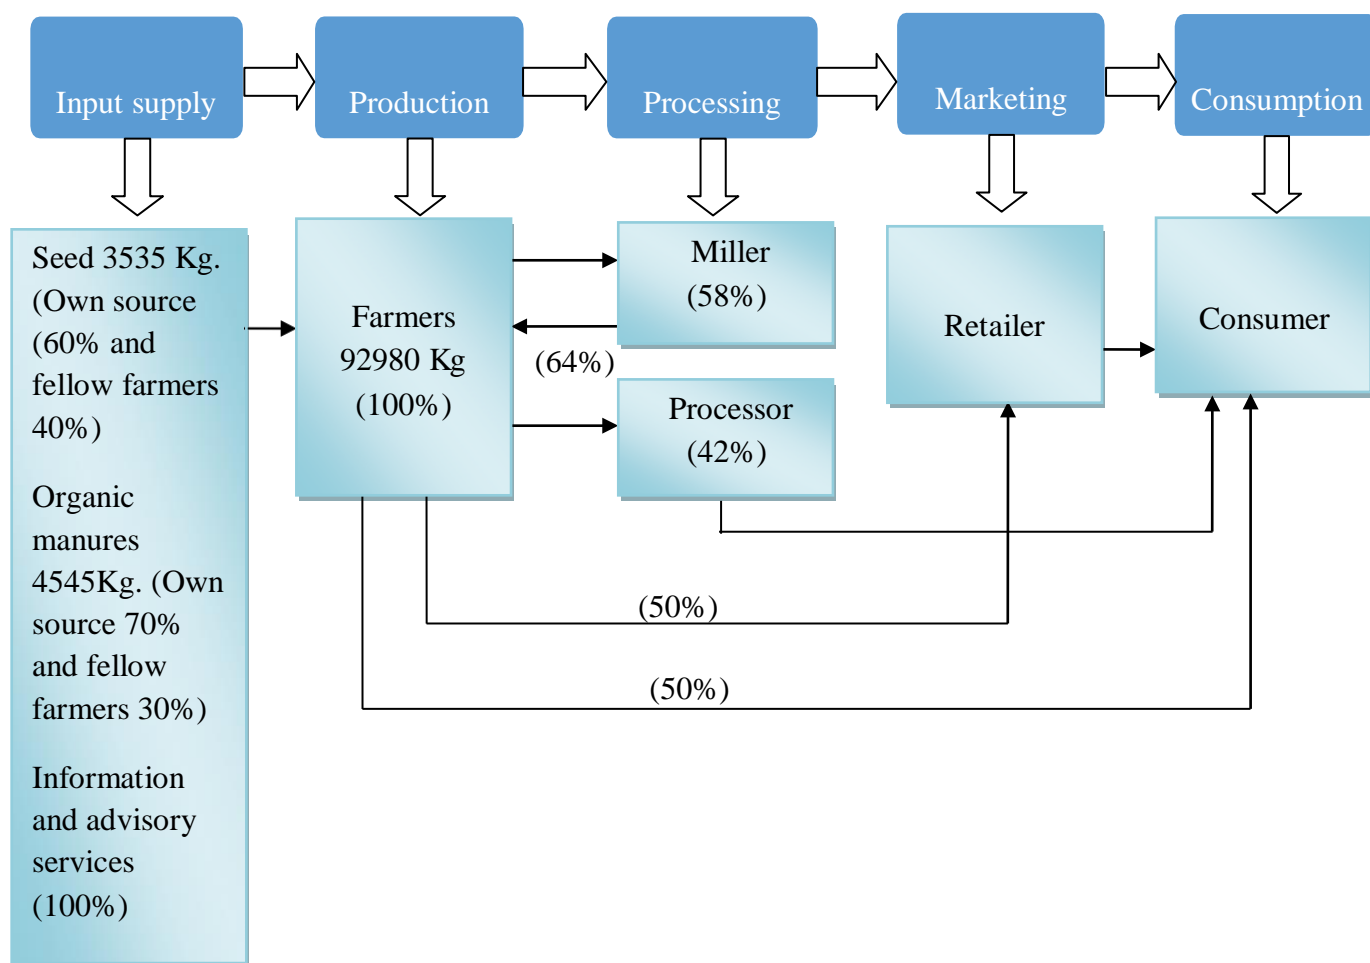 Input supply
Production
Processing
Marketing
Consumption
Seed 3535 Kg.
(Own source
(60% and
fellow farmers
40%)
Organic
manures
4545Kg. (Own
source 70%
and fellow
farmers 30%)
Information
and advisory
services
(100%)
Farmers
92980 Kg
(100%)
Miller
(58%)
(64%)
Processor
(42%)
Retailer
Consumer
(50%)
(50%)